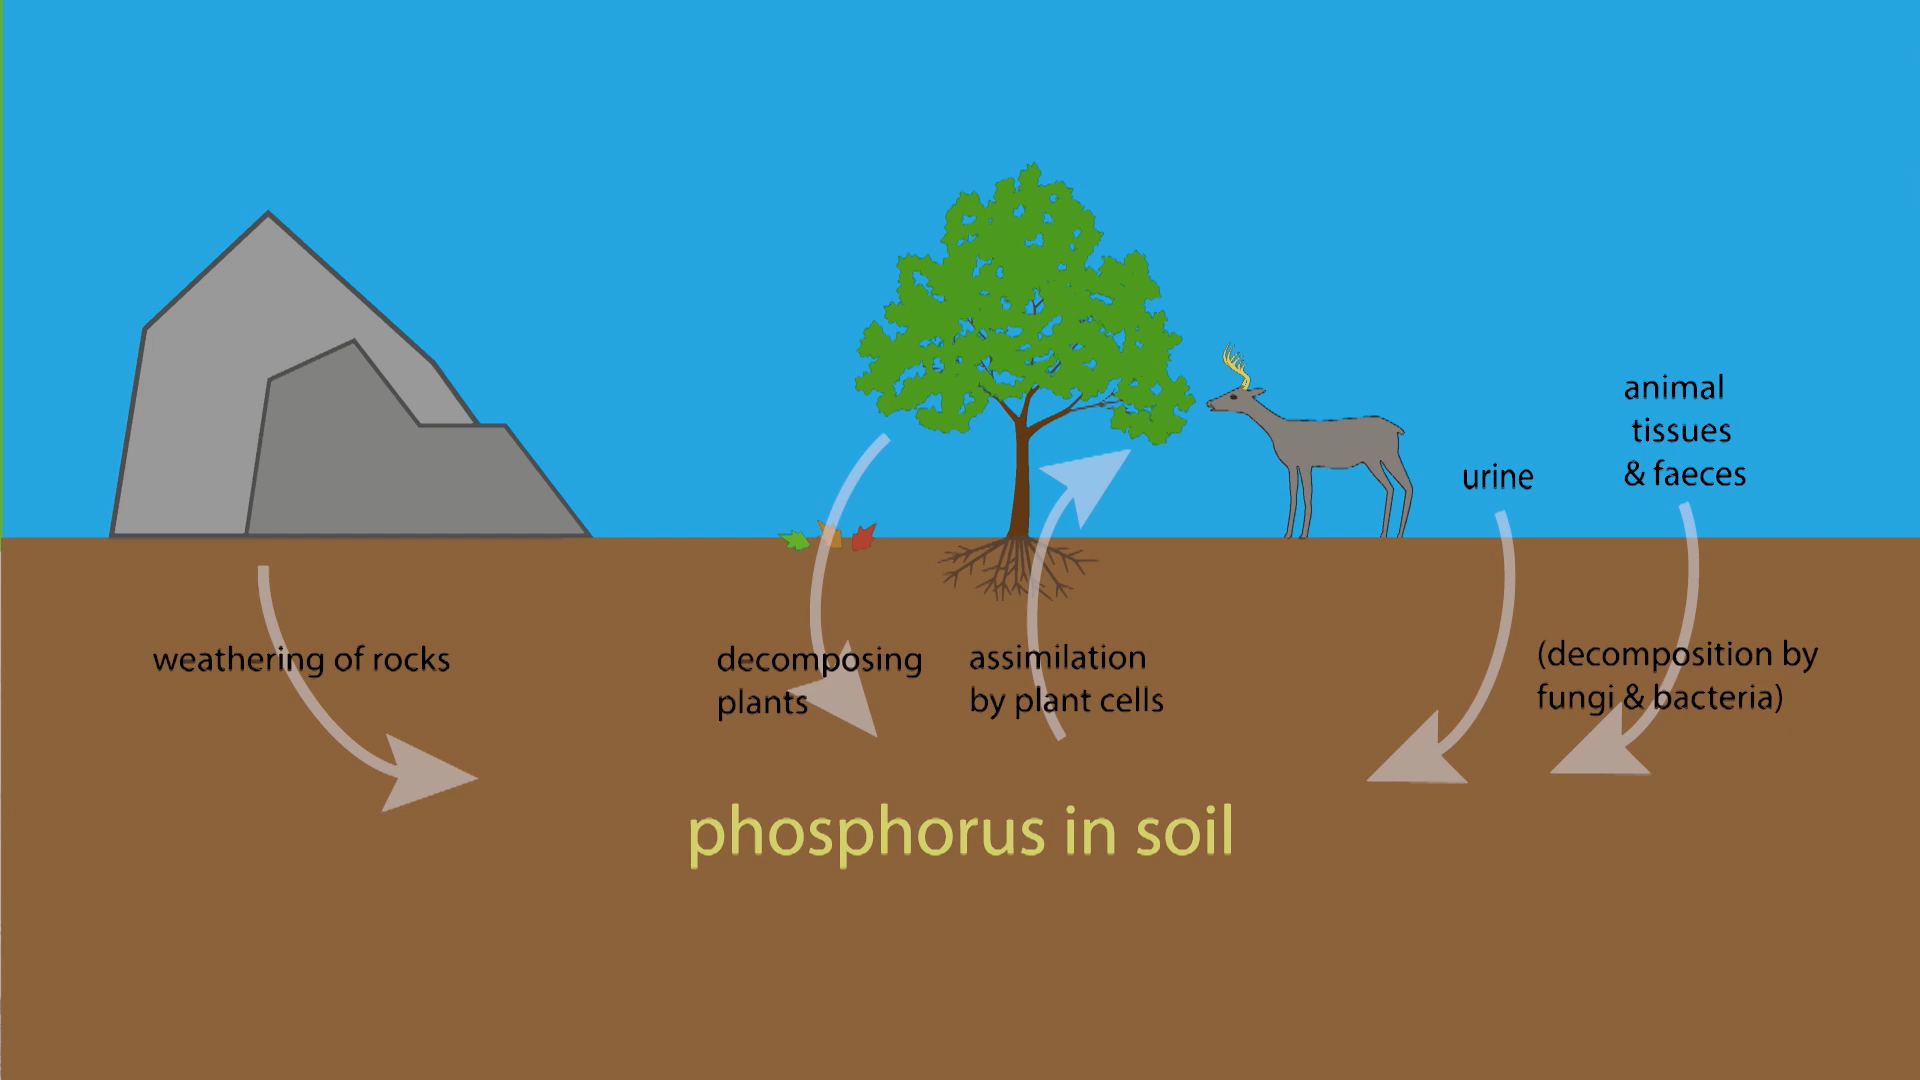 animal
tissues
& faeces
urine
weathering of rocks
decomposing
plants
assimilation
by plant cells
(decomposition by
fungi & bacteria)
phosphorus in soil